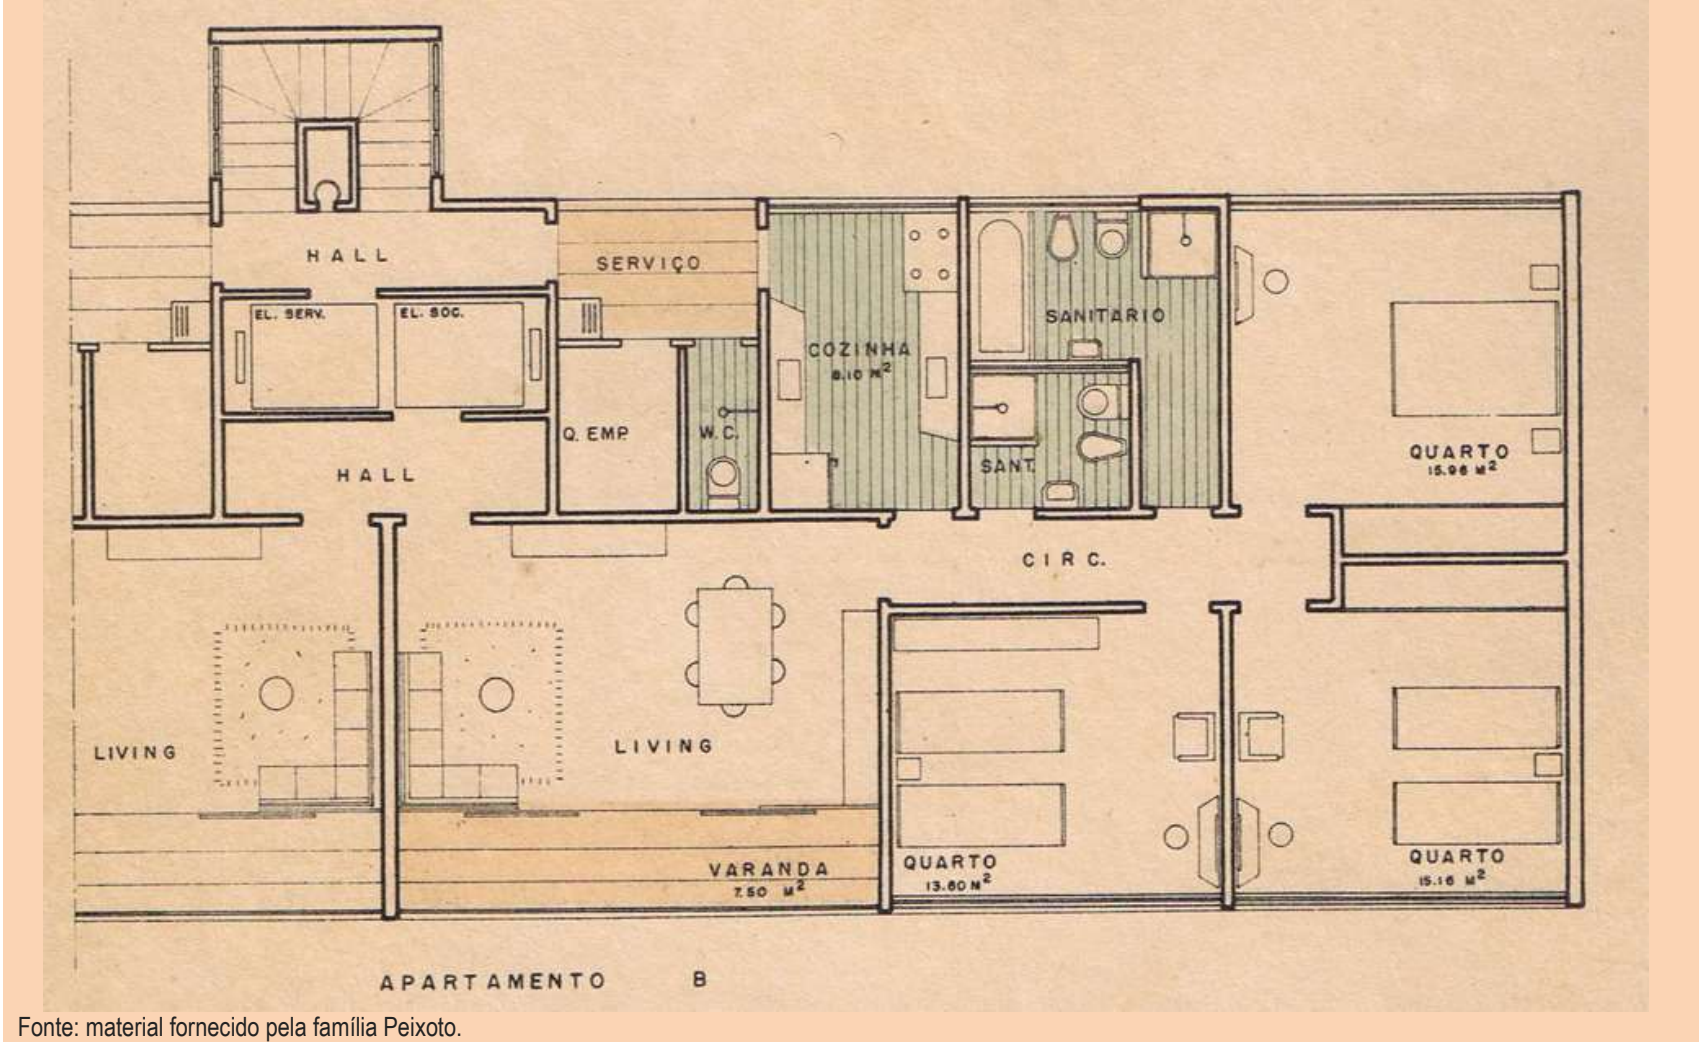 HALL
SERVIÇO
EL. SERV.
EL. SOC.
SANITARIO
COZINHA
8.10 M²
Q. EMP.
W.C.
HALL
SANT.
QUARTO
15.96 M²
CIRC.
LIVING
LIVING
VARANDA
7.50 M²
QUARTO
13.60 M²
QUARTO
15.16 M²
APARTAMENTO B
Fonte: material fornecido pela família Peixoto.